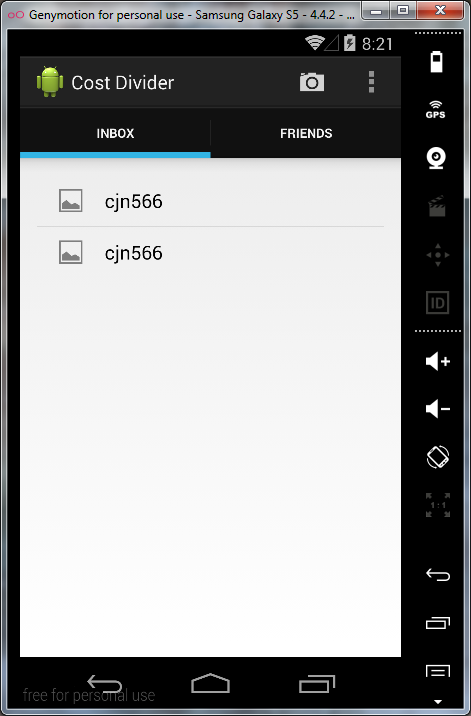 Genymotion for personal use - Samsung Galaxy S5 - 4.4.2 - ...
8:21
Cost Divider
GPS
INBOX
FRIENDS
cjn566
cjn566
ID
1:1
free for personal use